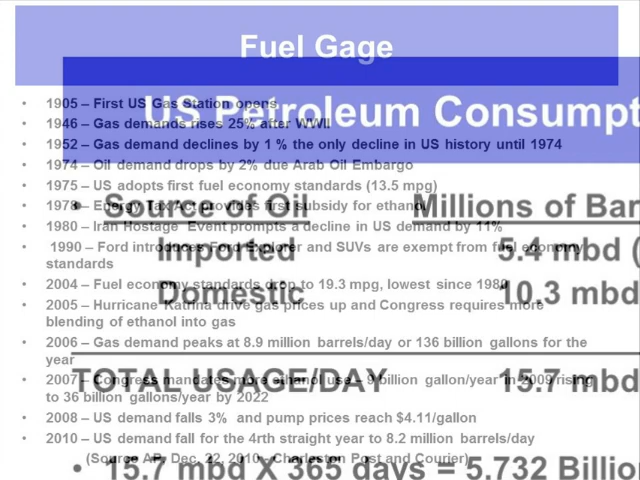 Fuel Gage
US Petroleum Consumpt
• 1905 – First US Gas Station opens
• 1946 – Gas demands rises 25% after WWII
• 1952 – Gas demand declines by 1 % the only decline in US history until 1974
• 1974 – Oil demand drops by 2% due Arab Oil Embargo
• 1975 – US adopts first fuel economy standards (13.5 mpg)
• 1978 – Energy Tax Act provides first subsidy for ethanol
• 1980 – Iran Hostage Event prompts a decline in US demand by 11%
• 1990 – Ford introduces Ford Explorer and SUVs are exempt from fuel economy
standards
• 2004 – Fuel economy standards drop to 19.3 mpg, lowest since 1980
• 2005 – Hurricane Katrina drive gas prices up and Congress requires more
blending of ethanol into gas
• 2006 – Gas demand peaks at 8.9 million barrels/day or 136 billion gallons for the
year
• 2007 – Congress mandates more ethanol use – 9 billion gallon/year in 2009 rising
to 36 billion gallons/year by 2022
• 2008 – US demand falls 3% and pump prices reach $4.11/gallon
• 2010 – US demand fall for the 4rth straight year to 8.2 million barrels/day
(Source AP, Dec. 22, 2010 - Charleston Post and Courier)
• Source of Oil Millions of Bar
Imported 5.4 mbd (
Domestic 10.3 mbd
TOTAL USAGE/DAY 15.7 mbd
• 15.7 mbd X 365 days = 5.732 Billio